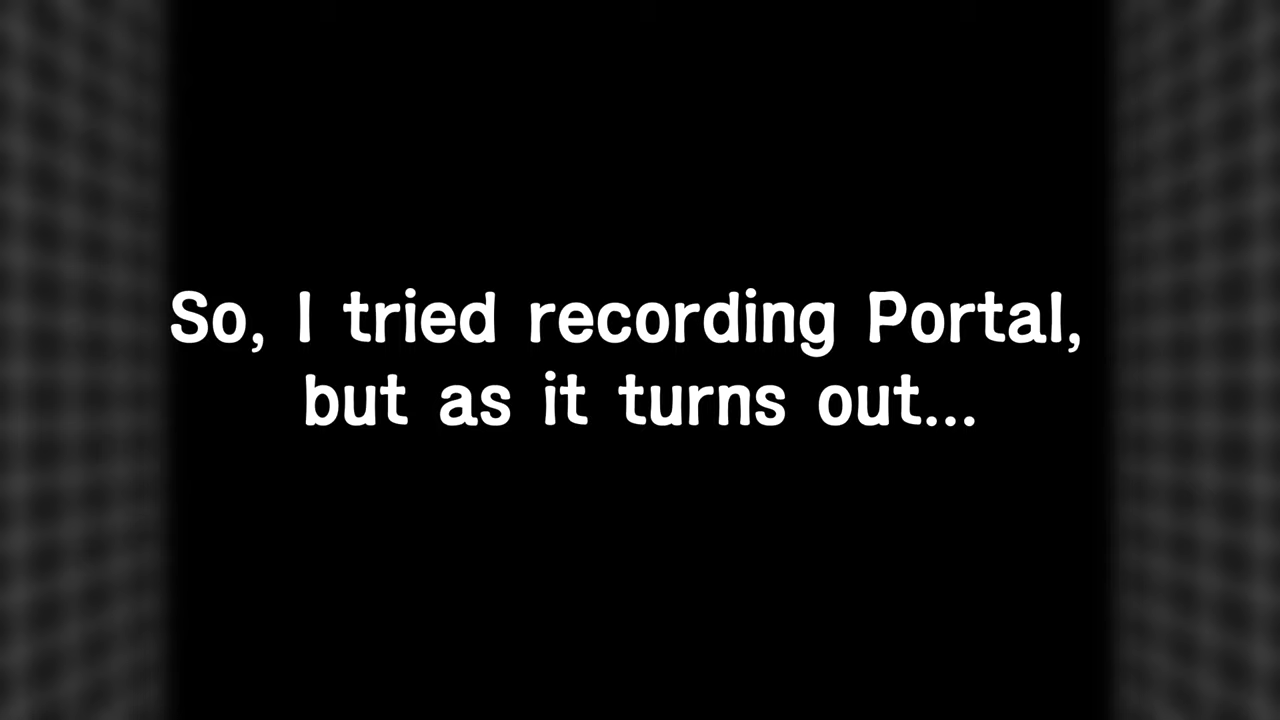 So, I tried recording Portal,
but as it turns out...